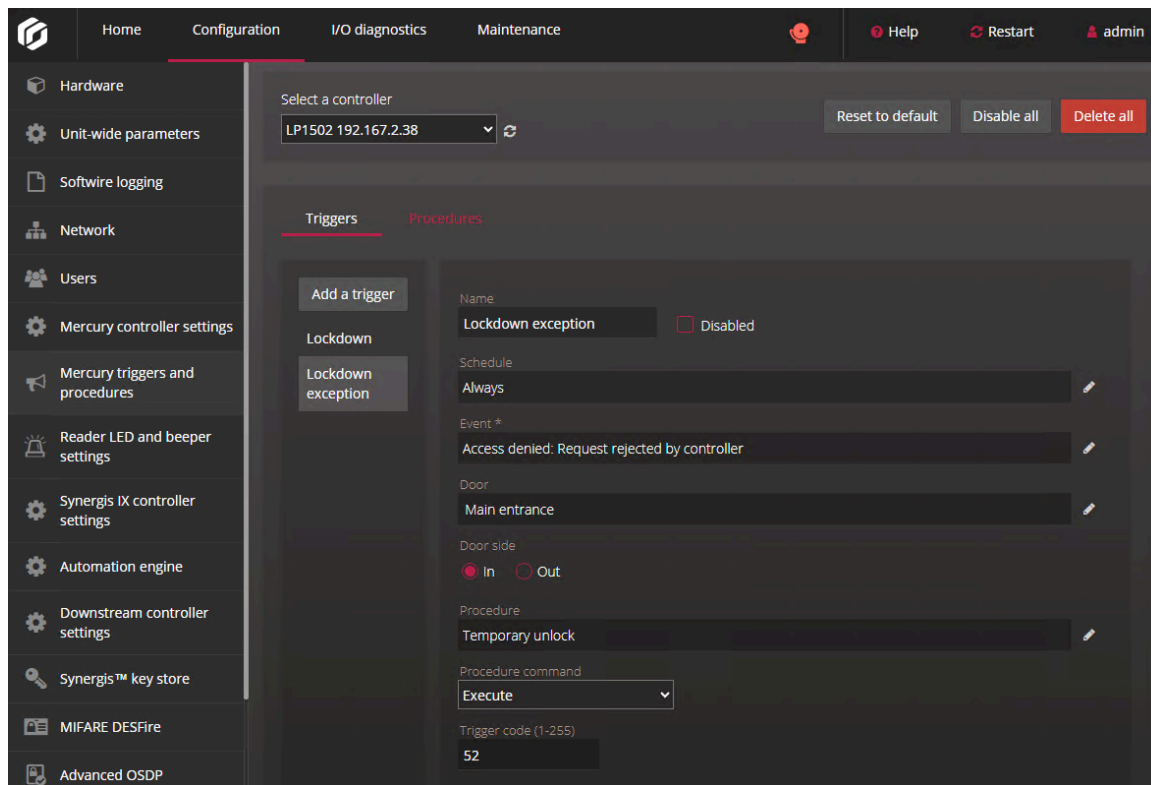 Home
Configuration
I/O diagnostics
Maintenance
Help
Restart
admin
Hardware
Unit-wide parameters
Softwire logging
Network
Users
Mercury controller settings
Mercury triggers and
procedures
Reader LED and beeper
settings
Synergis IX controller
settings
Automation engine
Downstream controller
settings
Synergis™ key store
MIFARE DESFire
Advanced OSDP
Select a controller
LP1502 192.167.2.38
Reset to default
Disable all
Delete all
Triggers
Procedures
Add a trigger
Lockdown
Lockdown
exception
Name
Lockdown exception
Disabled
Schedule
Always
Event *
Access denied: Request rejected by controller
Door
Main entrance
Door side
In
Out
Procedure
Temporary unlock
Procedure command
Execute
Trigger code (1-255)
52